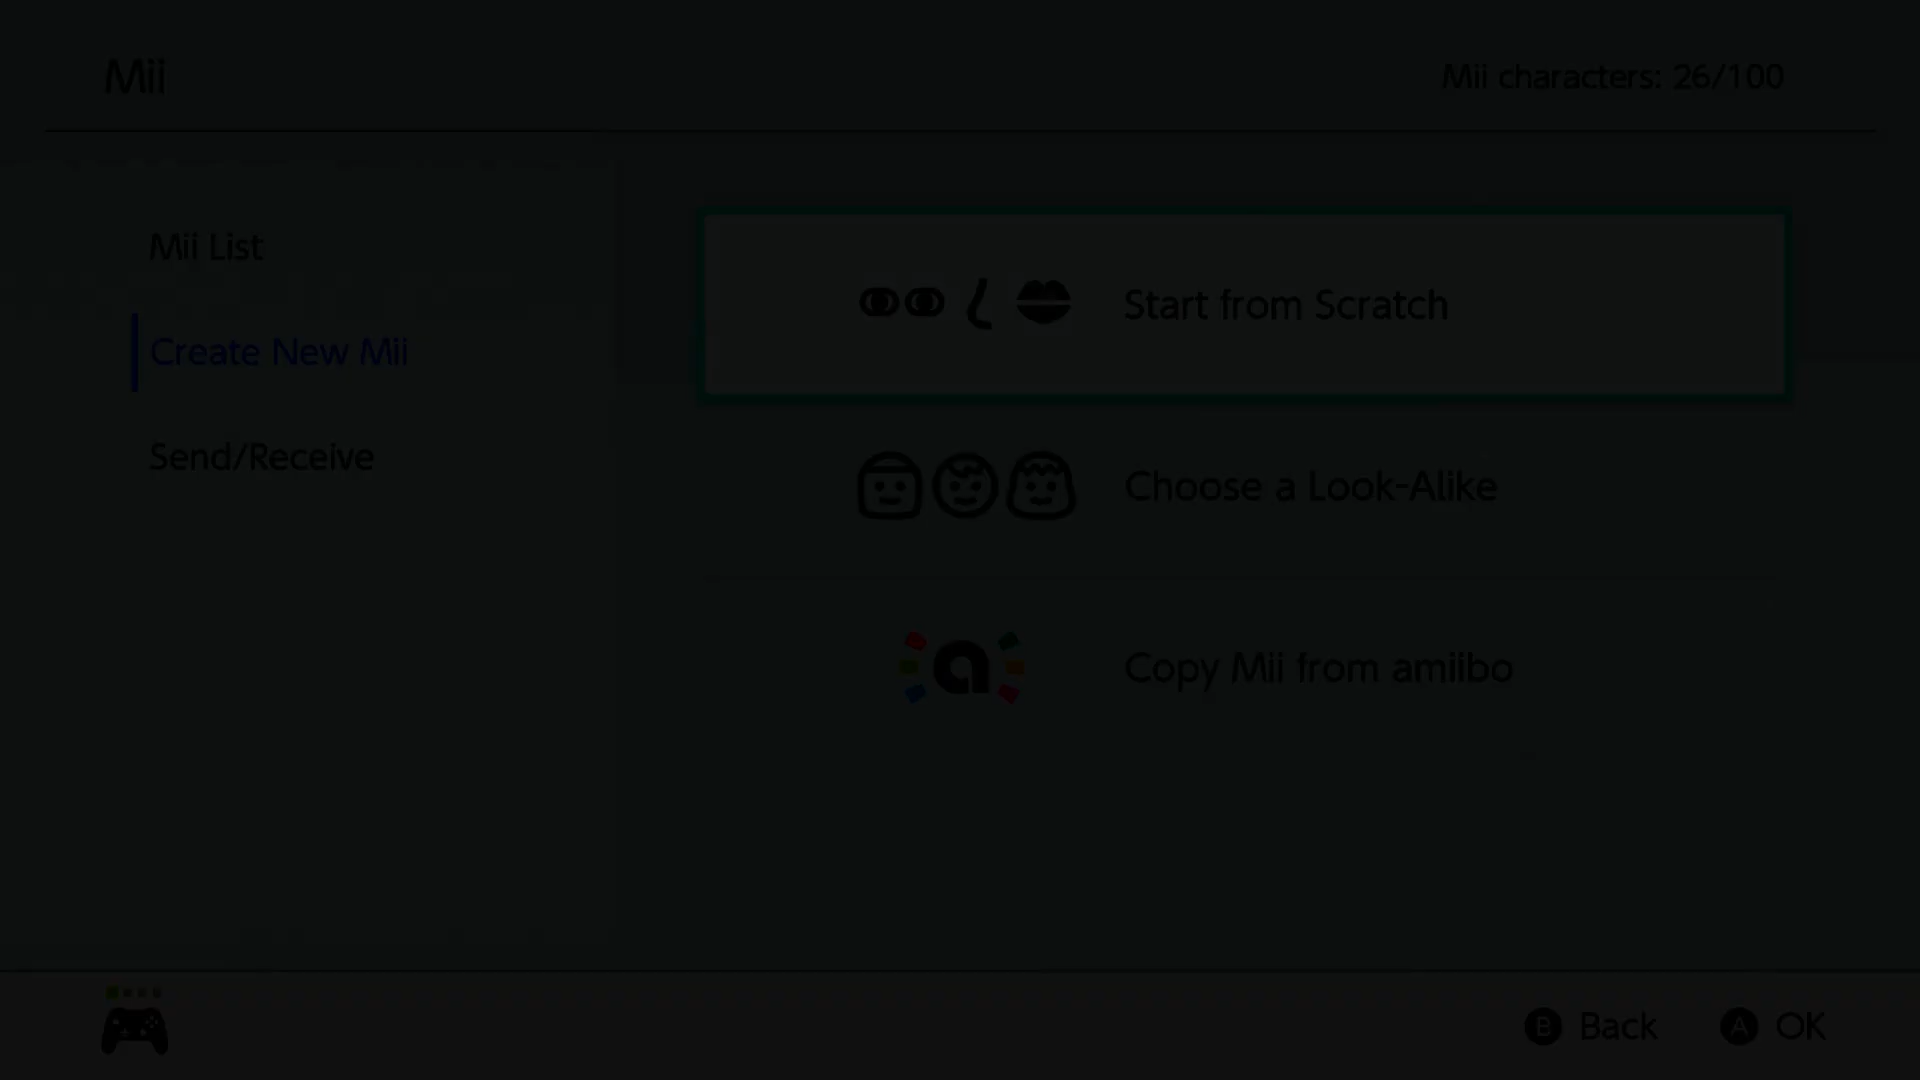 Mii
Mii characters: 26/100
Mii List
Create New Mii
Send/Receive
Start from Scratch
Choose a Look-Alike
a
Copy Mii from amiibo
B Back
A OK